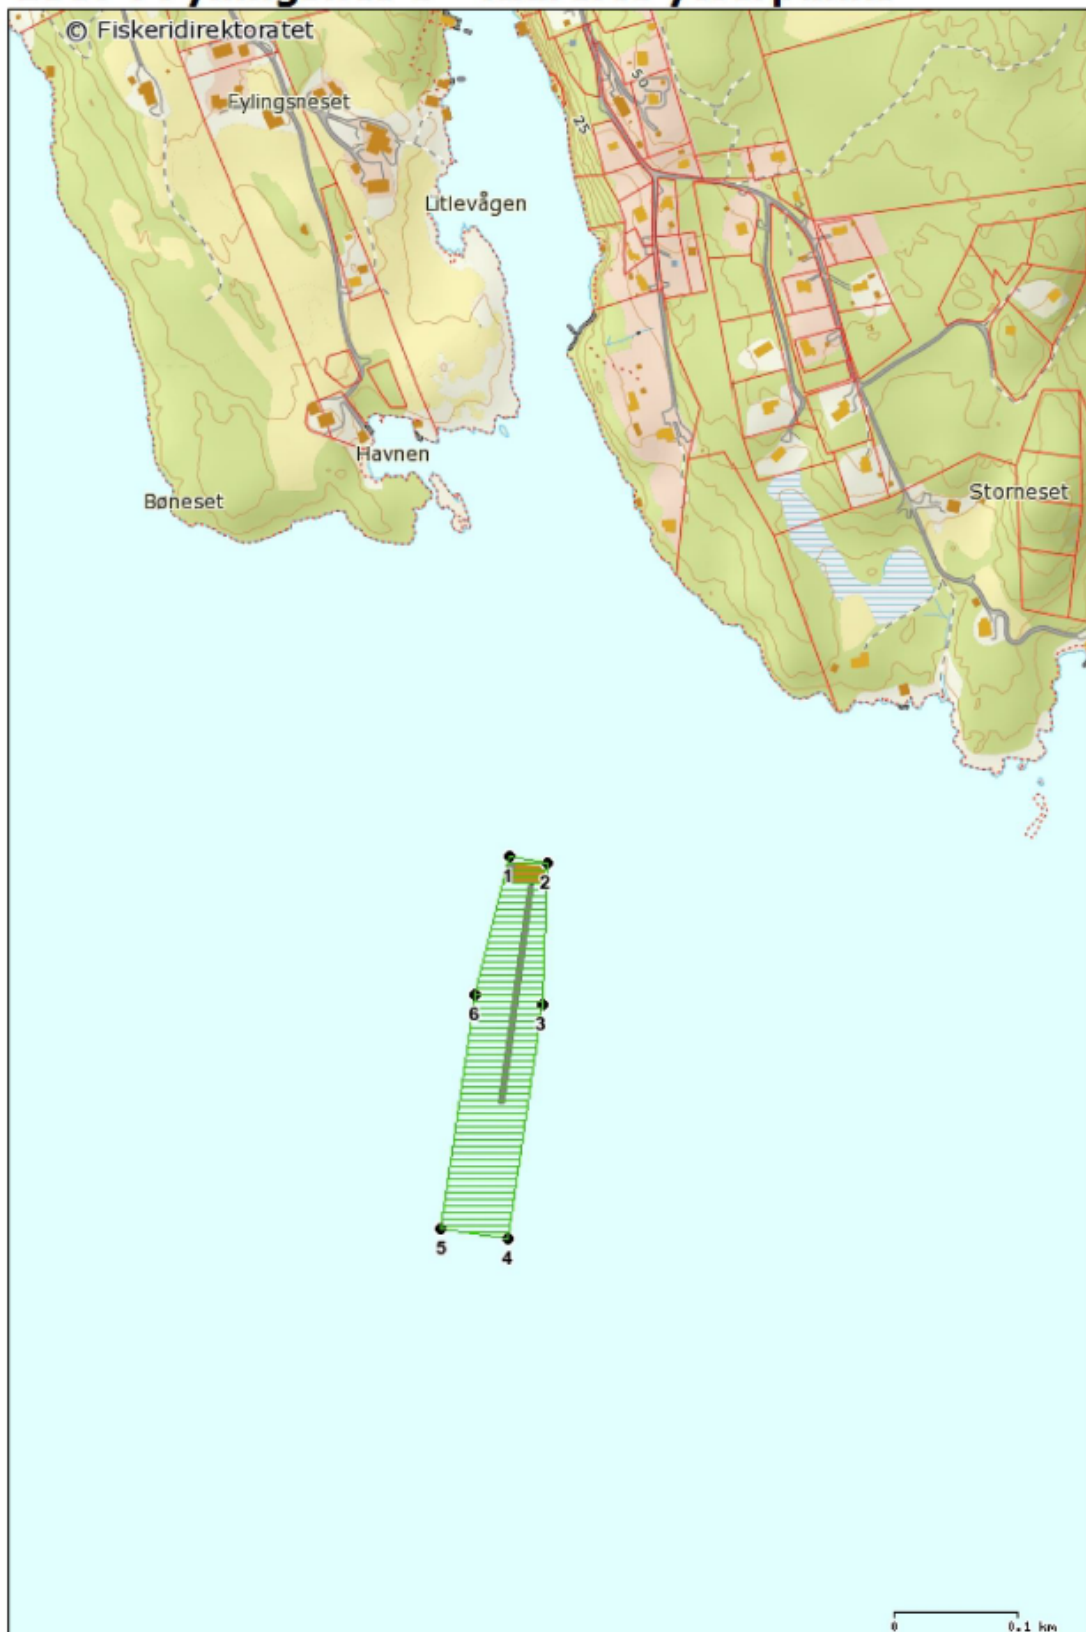 © Fiskeridirektoratet
50
Eylingsneset
25
Litlevågen
Havnen
Bøneset
Storneset
1
2
6
3
5
4
0 0.1 km